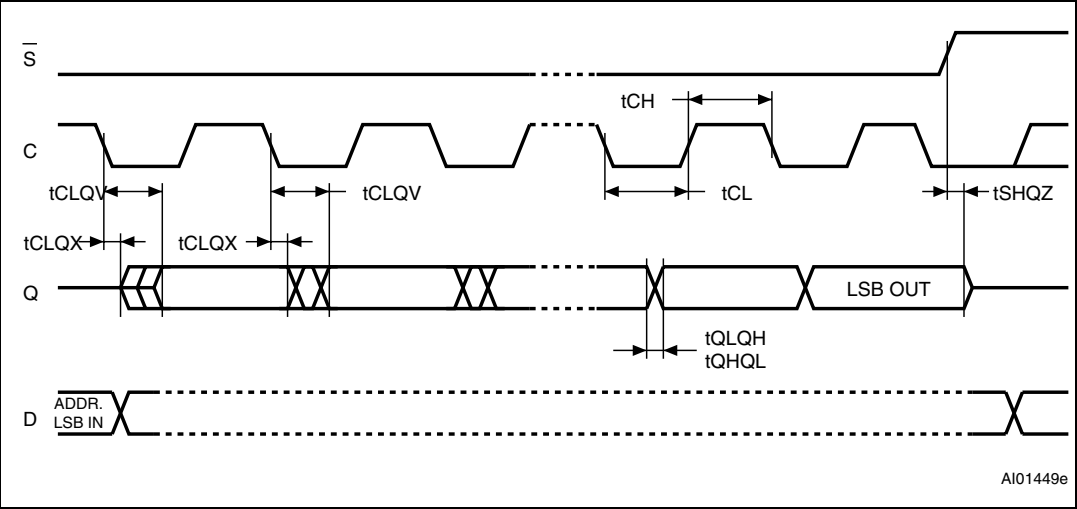 S̅
tCH
C
tCLQV
tCLQV
tCL
tSHQZ
tCLQX
tCLQX
Q
LSB OUT
tQLQH
tQHQL
D
ADDR.
LSB IN
AI01449e